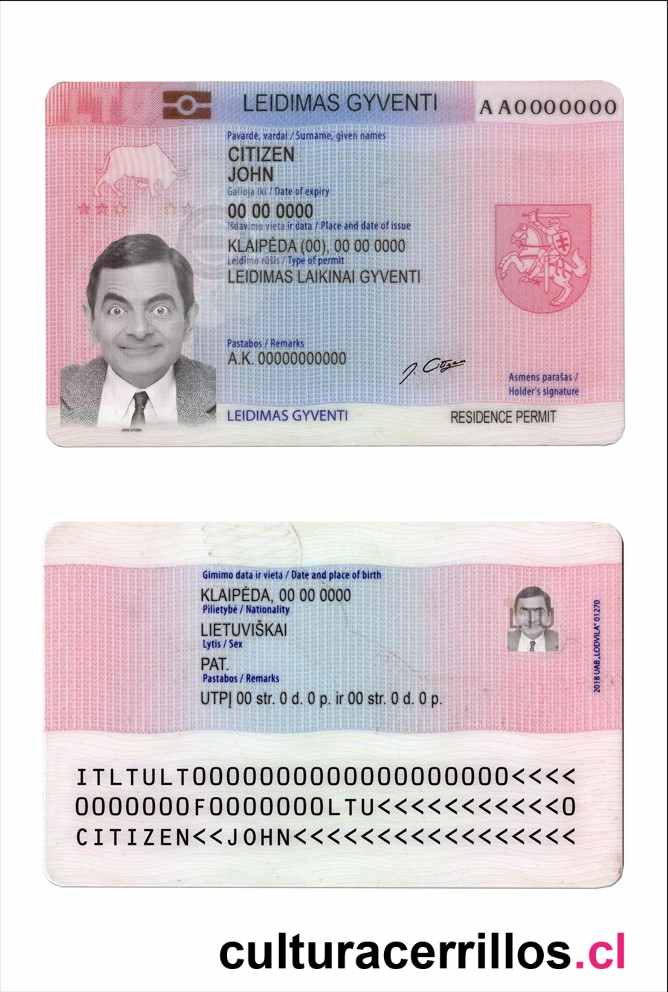 LTU
LEIDIMAS GYVENTI
AA0000000
Pavardė, vardai / Surname, given names
CITIZEN
JOHN
Galioja iki / Date of expiry
00 00 0000
Išdavimo vieta ir data / Place and date of issue
KLAIPĖDA (00), 00 00 0000
Leidimo rūšis / Type of permit
LEIDIMAS LAIKINAI GYVENTI
Pastabos / Remarks
A.K. 00000000000
J. Citizen
Asmens parašas /
Holder's signature
LEIDIMAS GYVENTI
RESIDENCE PERMIT
Gimimo data ir vieta / Date and place of birth
KLAIPĖDA, 00 00 0000
Pilietybė / Nationality
LIETUVIŠKAI
Lytis / Sex
PAT.
Pastabos / Remarks
UTPĮ 00 str. 0 d. 0 p. ir 00 str. 0 d. 0 p.
2018 UAB „LODVILA" 01270
ITLTULT0000000000000000000<<<<
0000000F0000000LTU<<<<<<<<<<<0
CITIZEN<<JOHN<<<<<<<<<<<<<<<<<
culturacerrillos.cl